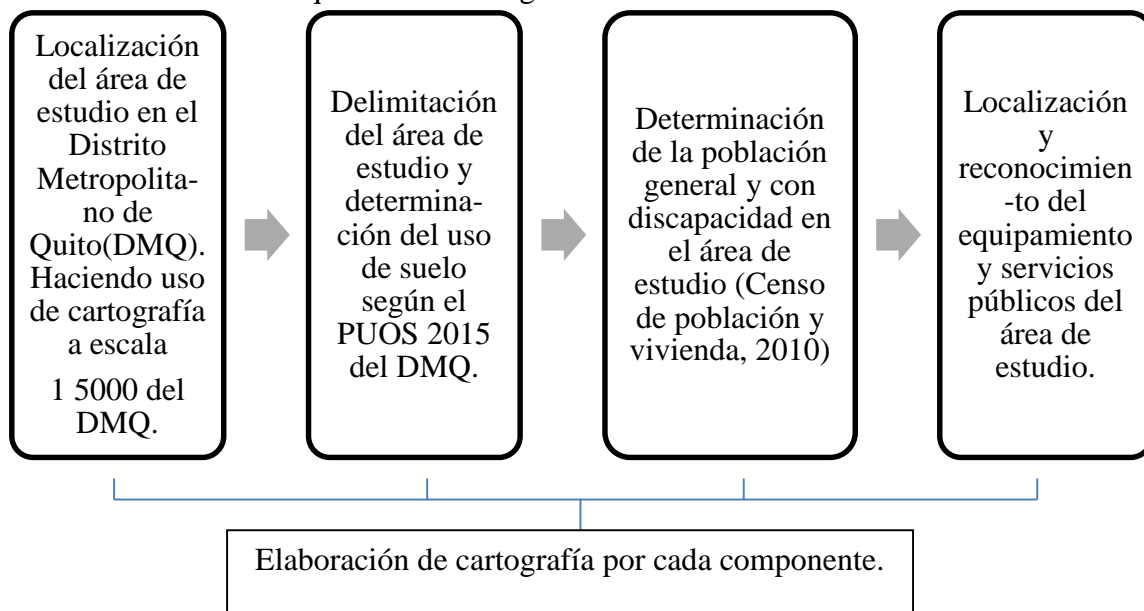 Localización
del área de
estudio en el
Distrito
Metropolita-
no de
Quito(DMQ).
Haciendo uso
de cartografía
a escala
1 5000 del
DMQ.
Delimitación
del área de
estudio y
determina-
ción del uso
de suelo
según el
PUOS 2015
del DMQ.
Determinación
de la población
general y con
discapacidad en
el área de
estudio (Censo
de población y
vivienda, 2010)
Localización
y
reconocimien
-to del
equipamiento
y servicios
públicos del
área de
estudio.
Elaboración de cartografía por cada componente.